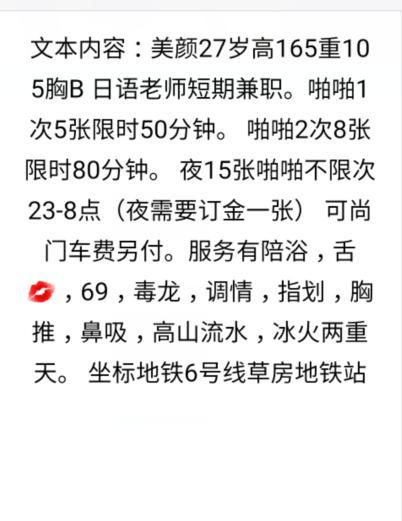 文本内容：美颜27岁高165重10
5胸B 日语老师短期兼职。啪啪1
次5张限时50分钟。 啪啪2次8张
限时80分钟。 夜15张啪啪不限次
23-8点（夜需要订金一张） 可尚
门车费另付。服务有陪浴，舌
💋，69，毒龙，调情，指划，胸
推，鼻吸，高山流水，冰火两重
天。 坐标地铁6号线草房地铁站